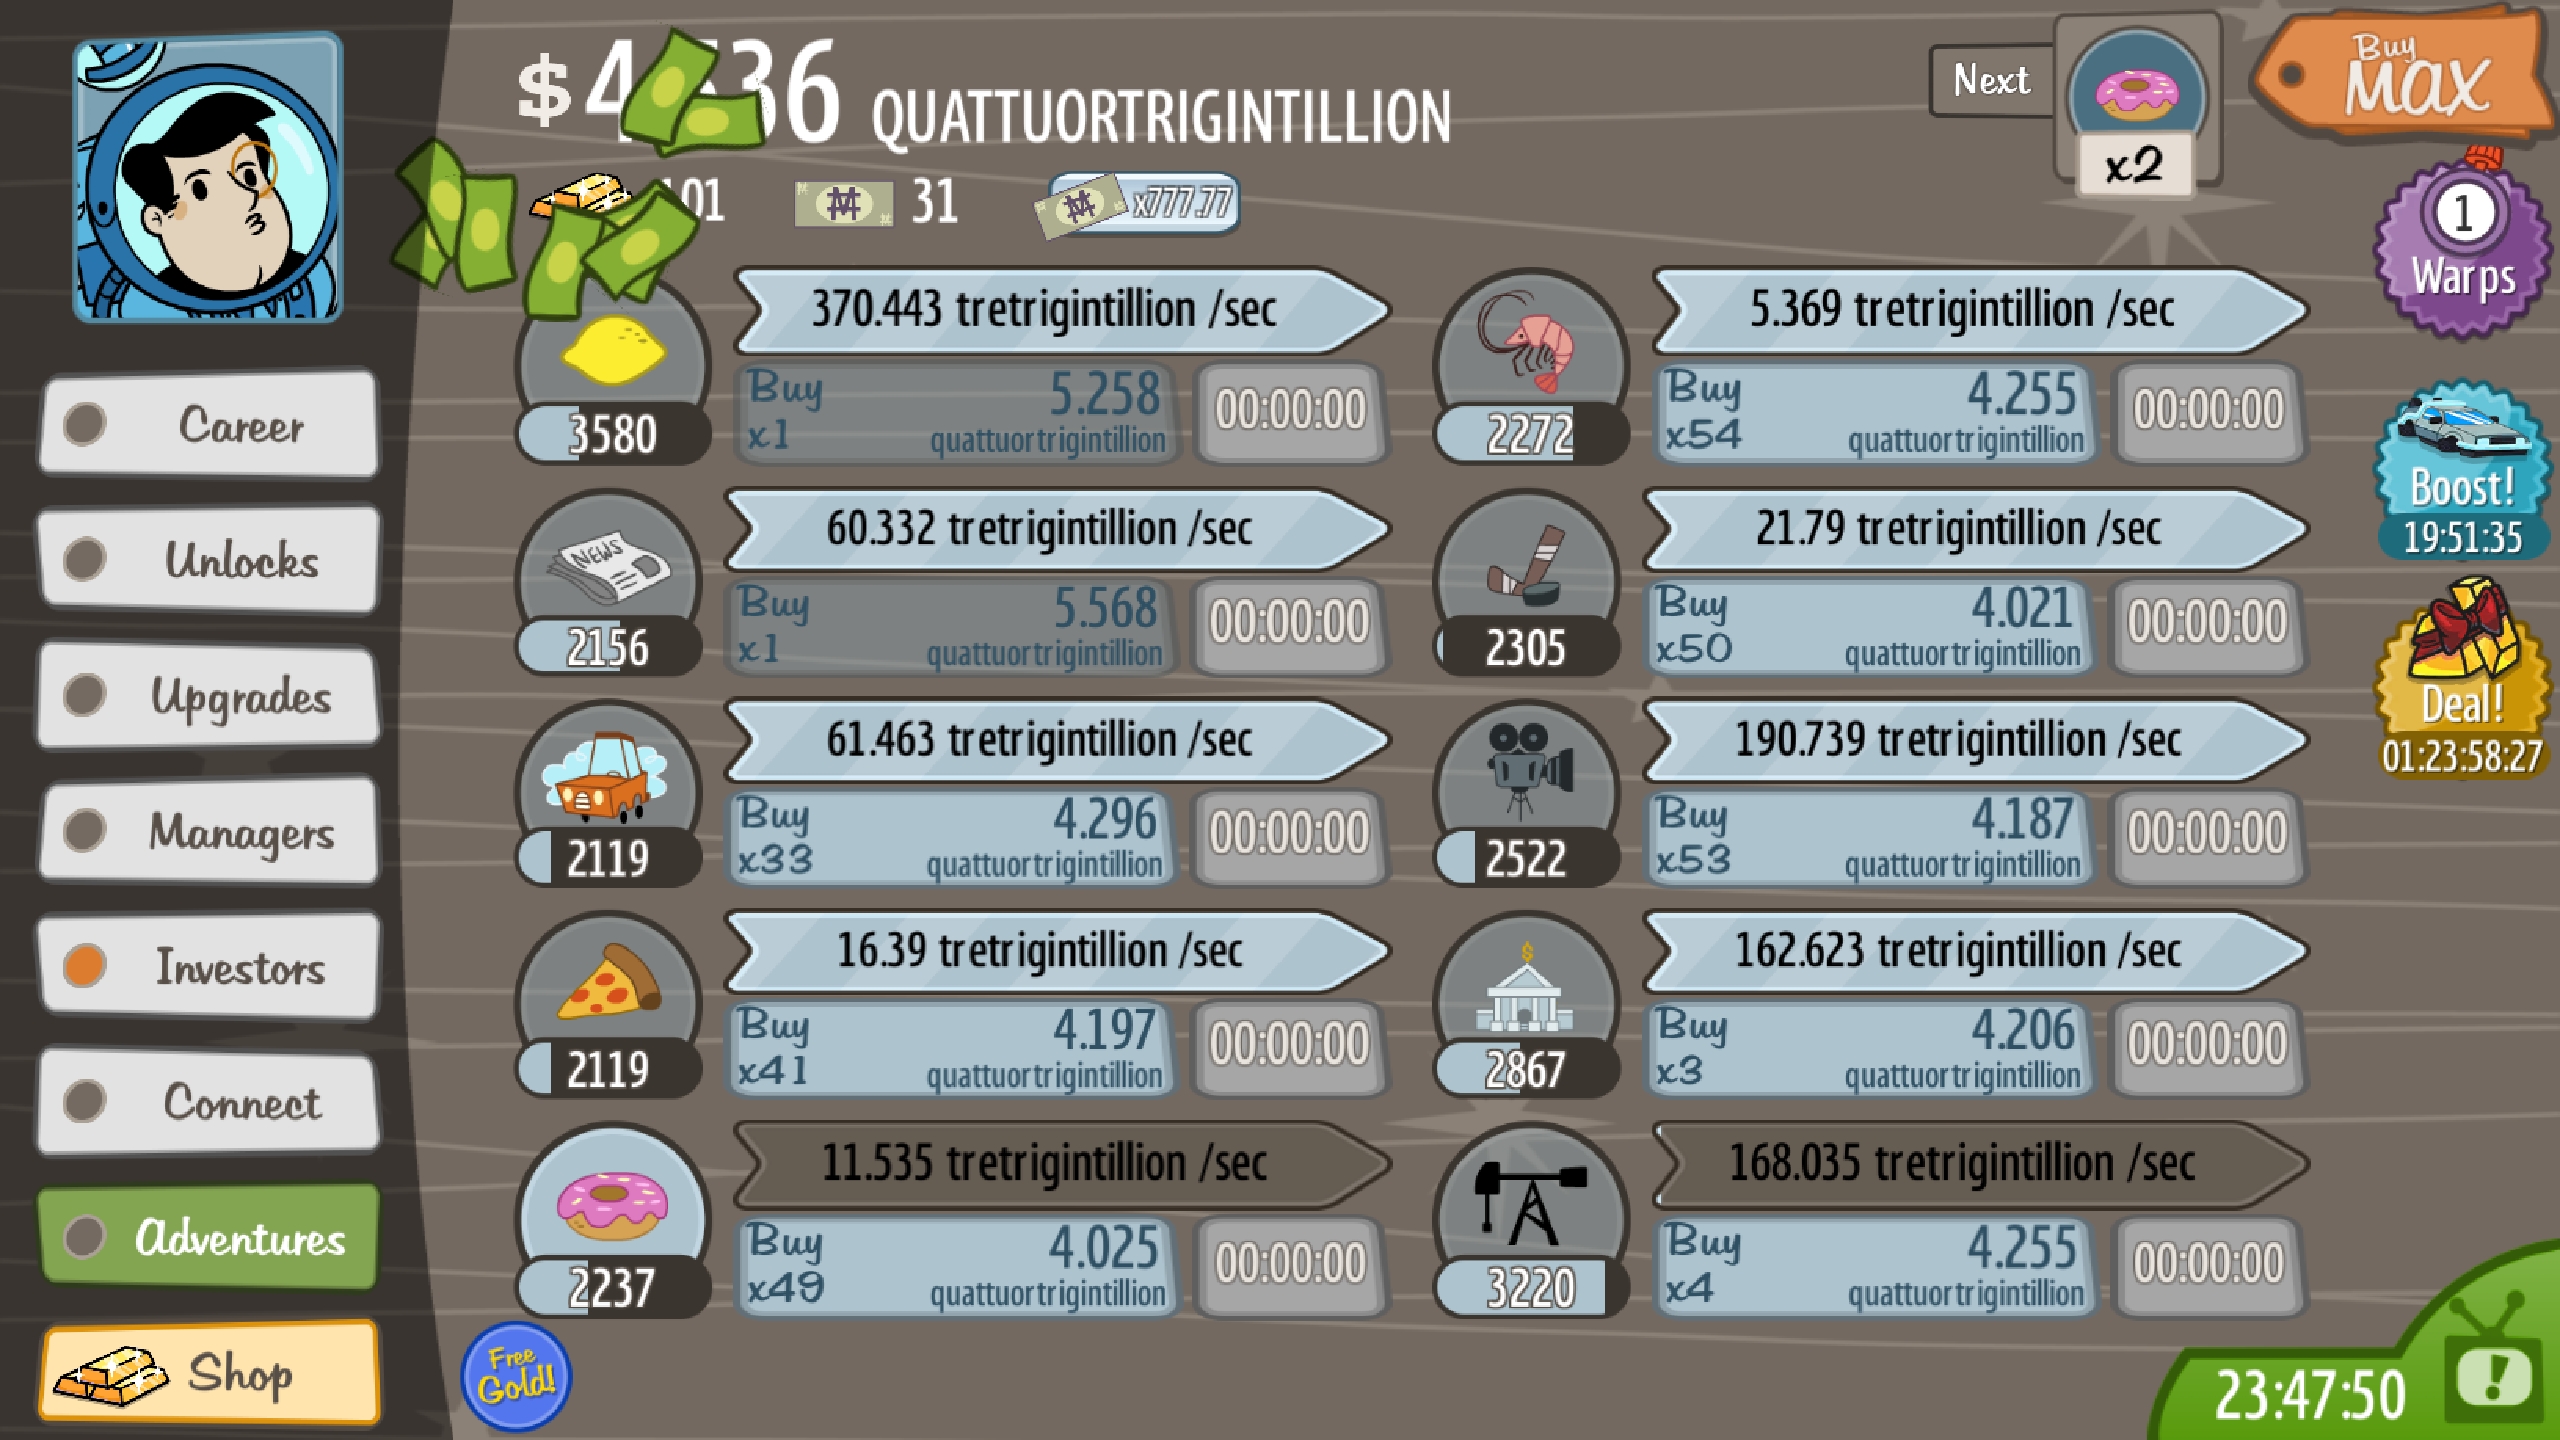 QUATTUORTRIGINTILLION
Next
x2
Buy
MAX
31
x777.77
1
Warps
370.443 tretrigintillion /sec
Buy
x1
5.258
quattuortrigintillion
00:00:00
3580
5.369 tretrigintillion /sec
Buy
x54
4.255
quattuortrigintillion
00:00:00
2272
Boost!
19:51:35
NEWS
60.332 tretrigintillion /sec
Buy
x1
5.568
quattuortrigintillion
00:00:00
2156
21.79 tretrigintillion /sec
Buy
x50
4.021
quattuortrigintillion
00:00:00
2305
Deal!
01:23:58:27
61.463 tretrigintillion /sec
Buy
x33
4.296
quattuortrigintillion
00:00:00
2119
190.739 tretrigintillion /sec
Buy
x53
4.187
quattuortrigintillion
00:00:00
2522
16.39 tretrigintillion /sec
Buy
x41
4.197
quattuortrigintillion
00:00:00
2119
162.623 tretrigintillion /sec
Buy
x3
4.206
quattuortrigintillion
00:00:00
2867
11.535 tretrigintillion /sec
Buy
x49
4.025
quattuortrigintillion
00:00:00
2237
168.035 tretrigintillion /sec
Buy
x4
4.255
quattuortrigintillion
00:00:00
3220
Career
Unlocks
Upgrades
Managers
Investors
Connect
Adventures
Shop
Free
Gold!
23:47:50